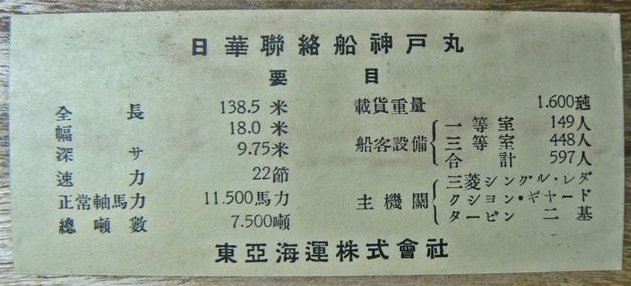 日華聯絡船神戸丸
要目
全長 138.5 米
幅 18.0 米
深サ 9.75米
速力 22節
正常軸馬力 11.500馬力
總噸數 7.500噸
載貨重量 1.600瓲
船客設備
一等室 149人
三等室 448人
合計 597人
主機關
三菱シングル・レダ
クション・ギヤード
タービン 二基
東亞海運株式會社